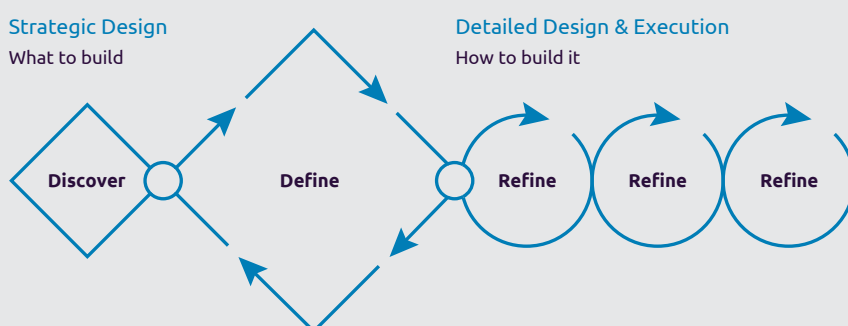 Strategic Design
What to build
Detailed Design & Execution
How to build it
Discover
Define
Refine
Refine
Refine